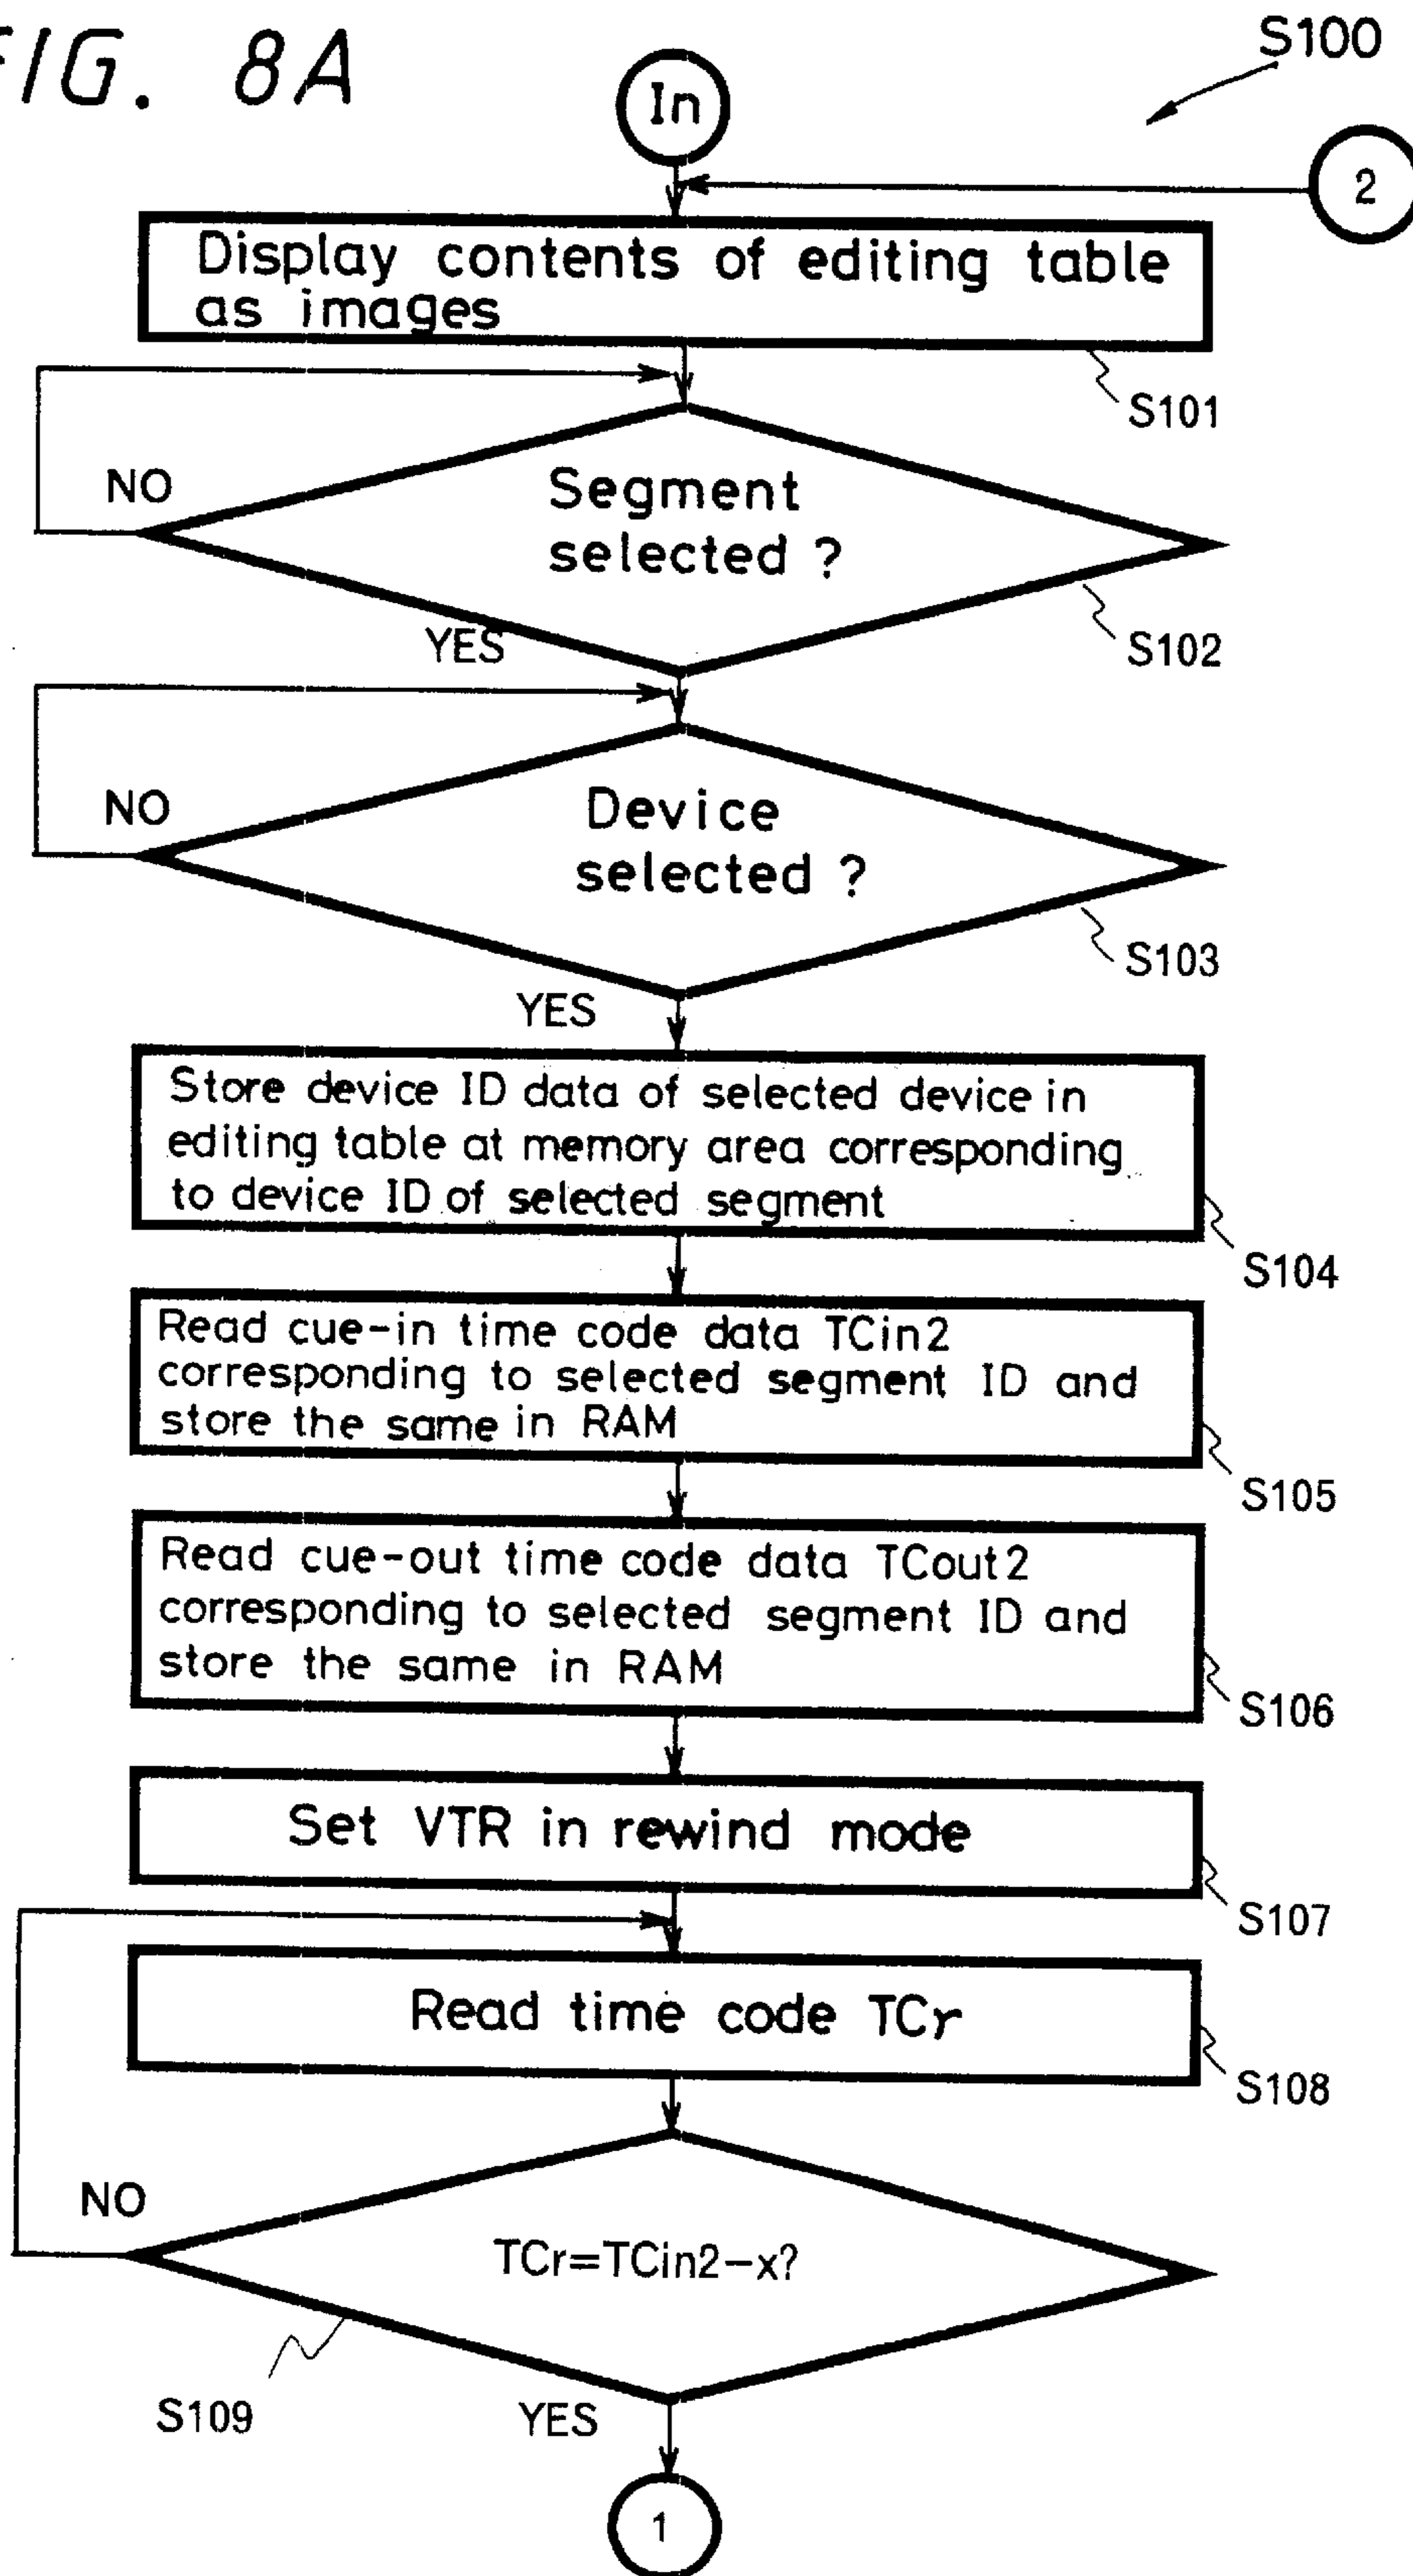 FIG. 8A
S100
In
2
Display contents of editing table
as images
S101
NO
Segment
selected ?
S102
YES
NO
Device
selected ?
S103
YES
Store device ID data of selected device in
editing table at memory area corresponding
to device ID of selected segment
S104
Read cue-in time code data TCin2
corresponding to selected segment ID and
store the same in RAM
S105
Read cue-out time code data TCout2
corresponding to selected segment ID and
store the same in RAM
S106
Set VTR in rewind mode
S107
Read time code TCr
S108
NO
TCr=TCin2-x?
S109
YES
1